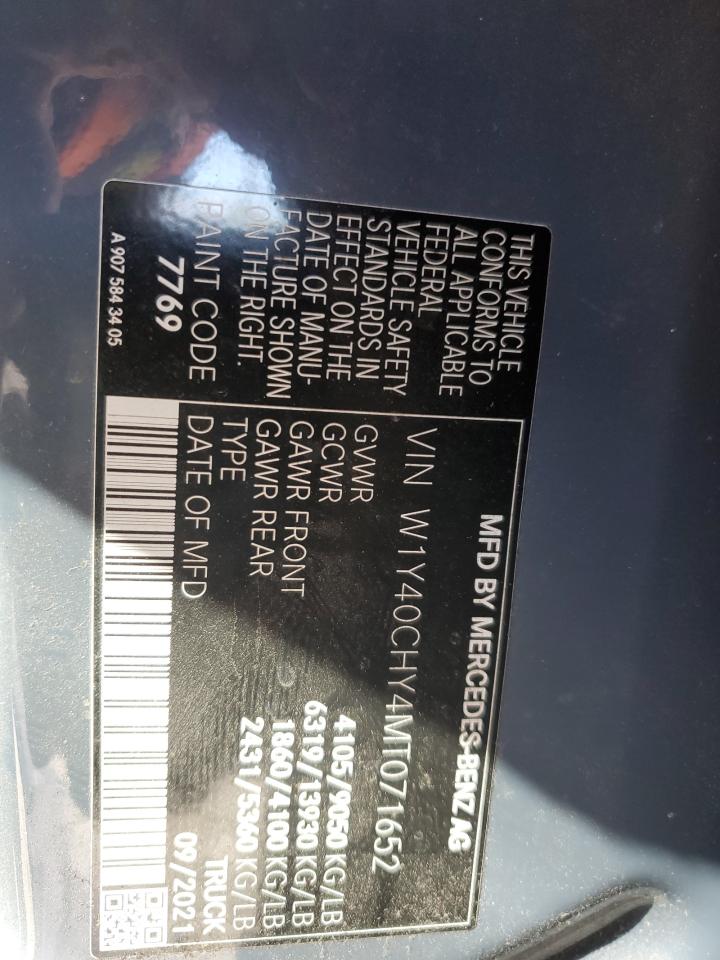 THIS VEHICLE
CONFORMS TO
ALL APPLICABLE
FEDERAL
VEHICLE SAFETY
STANDARDS IN
EFFECT ON THE
DATE OF MANU-
FACTURE SHOWN
ON THE RIGHT.
PAINT CODE
7769
A 907 584 34 05
MFD BY MERCEDES-BENZ AG
VIN W1Y40CHY4MT071652
GVWR 4105/9050 KG/LB
GCWR 6319/13930 KG/LB
GAWR FRONT 1860/4100 KG/LB
GAWR REAR 2431/5360 KG/LB
TYPE TRUCK
DATE OF MFD 09/2021